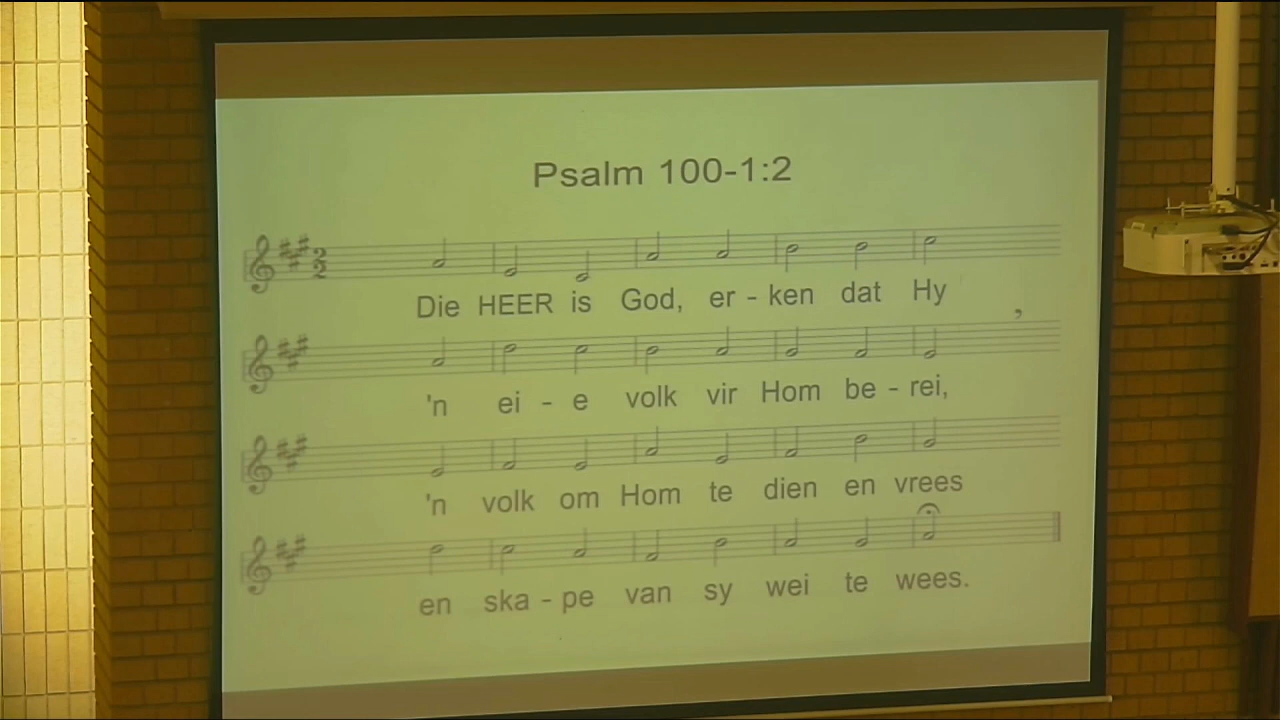 Psalm 100-1:2
Die HEER is God, er - ken dat Hy
'n ei - e volk vir Hom be - rei,
'n volk om Hom te dien en vrees
en ska - pe van sy wei te wees.